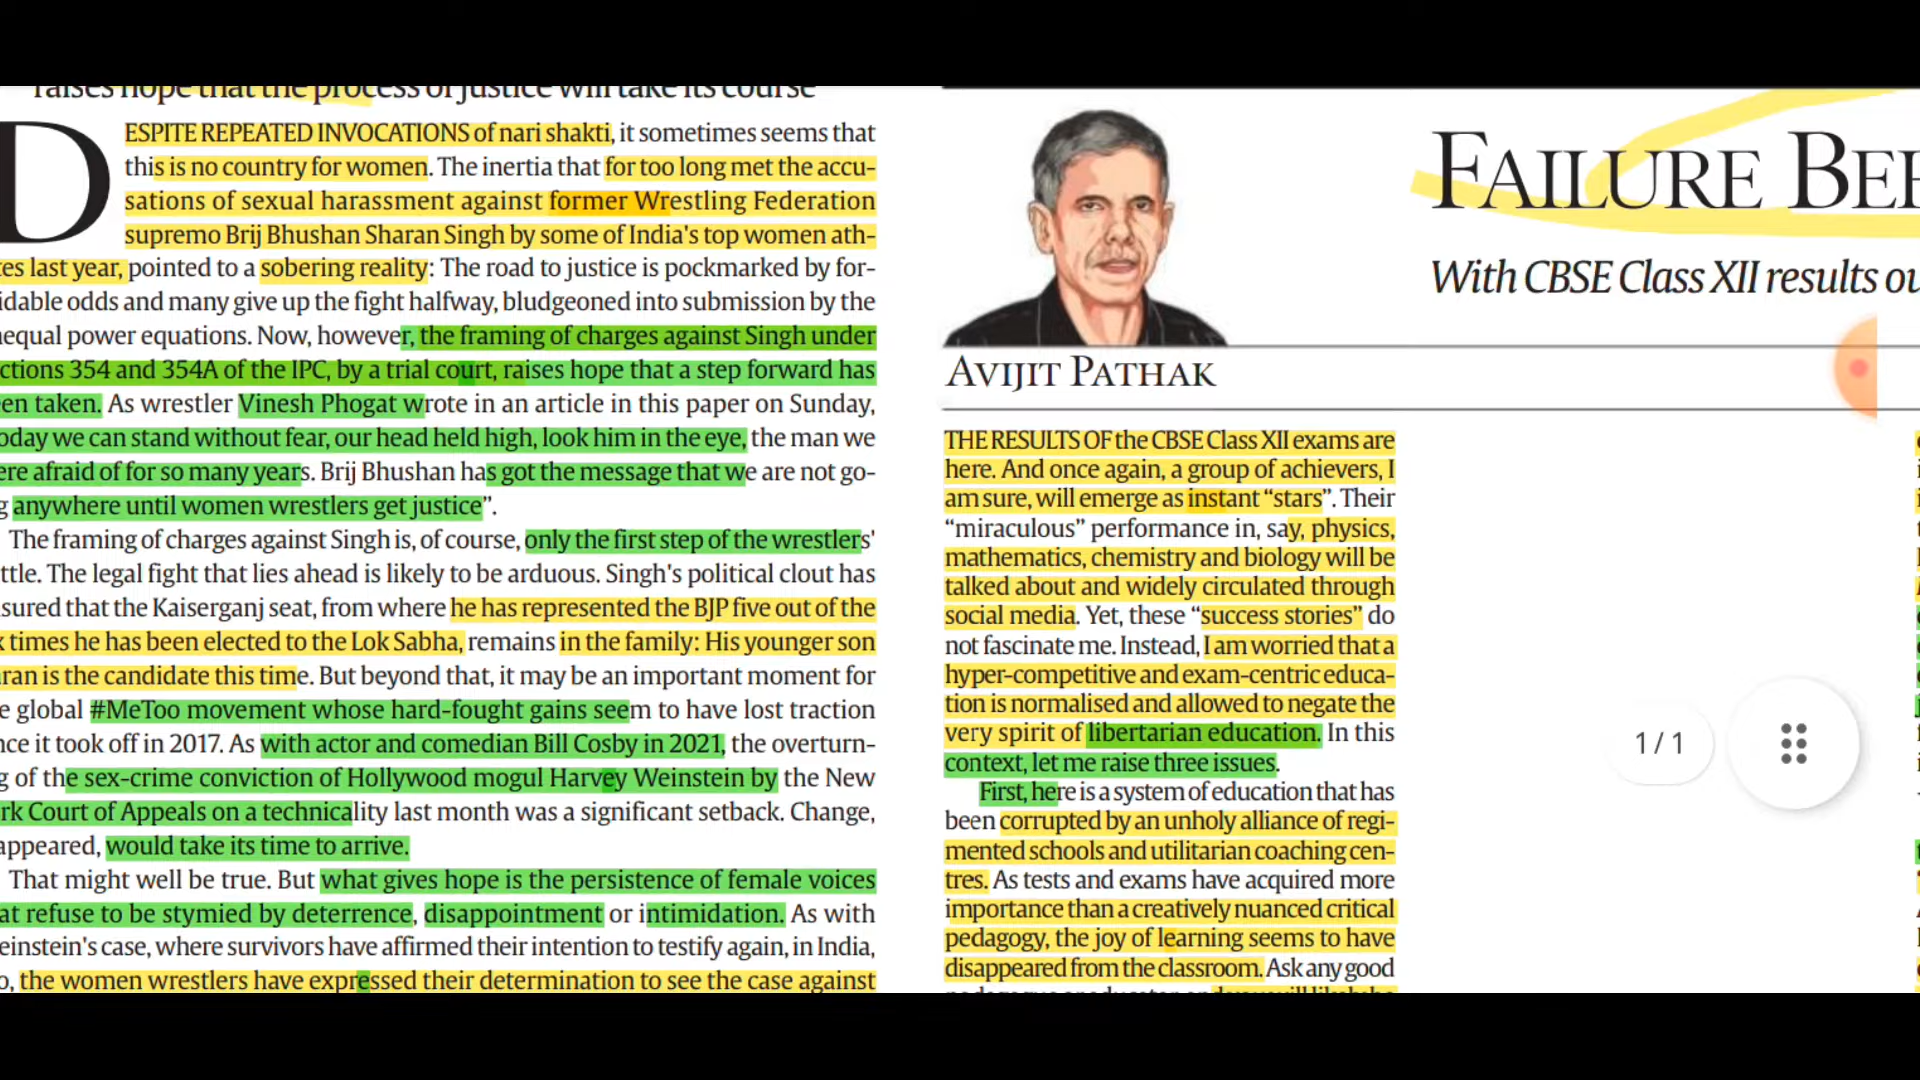 raises hope that the process of justice will take its course
DESPITE REPEATED INVOCATIONS of nari shakti, it sometimes seems that
this is no country for women. The inertia that for too long met the accu-
sations of sexual harassment against former Wrestling Federation
supremo Brij Bhushan Sharan Singh by some of India's top women ath-
tes last year, pointed to a sobering reality: The road to justice is pockmarked by for-
idable odds and many give up the fight halfway, bludgeoned into submission by the
equal power equations. Now, however, the framing of charges against Singh under
ctions 354 and 354A of the IPC, by a trial court, raises hope that a step forward has
en taken. As wrestler Vinesh Phogat wrote in an article in this paper on Sunday,
oday we can stand without fear, our head held high, look him in the eye, the man we
ere afraid of for so many years. Brij Bhushan has got the message that we are not go-
g anywhere until women wrestlers get justice”.
The framing of charges against Singh is, of course, only the first step of the wrestlers'
ttle. The legal fight that lies ahead is likely to be arduous. Singh's political clout has
sured that the Kaiserganj seat, from where he has represented the BJP five out of the
x times he has been elected to the Lok Sabha, remains in the family: His younger son
ran is the candidate this time. But beyond that, it may be an important moment for
e global #MeToo movement whose hard-fought gains seem to have lost traction
nce it took off in 2017. As with actor and comedian Bill Cosby in 2021, the overturn-
g of the sex-crime conviction of Hollywood mogul Harvey Weinstein by the New
rk Court of Appeals on a technicality last month was a significant setback. Change,
appeared, would take its time to arrive.
That might well be true. But what gives hope is the persistence of female voices
at refuse to be stymied by deterrence, disappointment or intimidation. As with
einstein's case, where survivors have affirmed their intention to testify again, in India,
o, the women wrestlers have expressed their determination to see the case against
FAILURE BE
With CBSE Class XII results ou
AVIJIT PATHAK
THE RESULTS OF the CBSE Class XII exams are
here. And once again, a group of achievers, I
am sure, will emerge as instant “stars”. Their
“miraculous” performance in, say, physics,
mathematics, chemistry and biology will be
talked about and widely circulated through
social media. Yet, these “success stories” do
not fascinate me. Instead, I am worried that a
hyper-competitive and exam-centric educa-
tion is normalised and allowed to negate the
very spirit of libertarian education. In this
context, let me raise three issues.
First, here is a system of education that has
been corrupted by an unholy alliance of regi-
mented schools and utilitarian coaching cen-
tres. As tests and exams have acquired more
importance than a creatively nuanced critical
pedagogy, the joy of learning seems to have
disappeared from the classroom. Ask any good
1 / 1